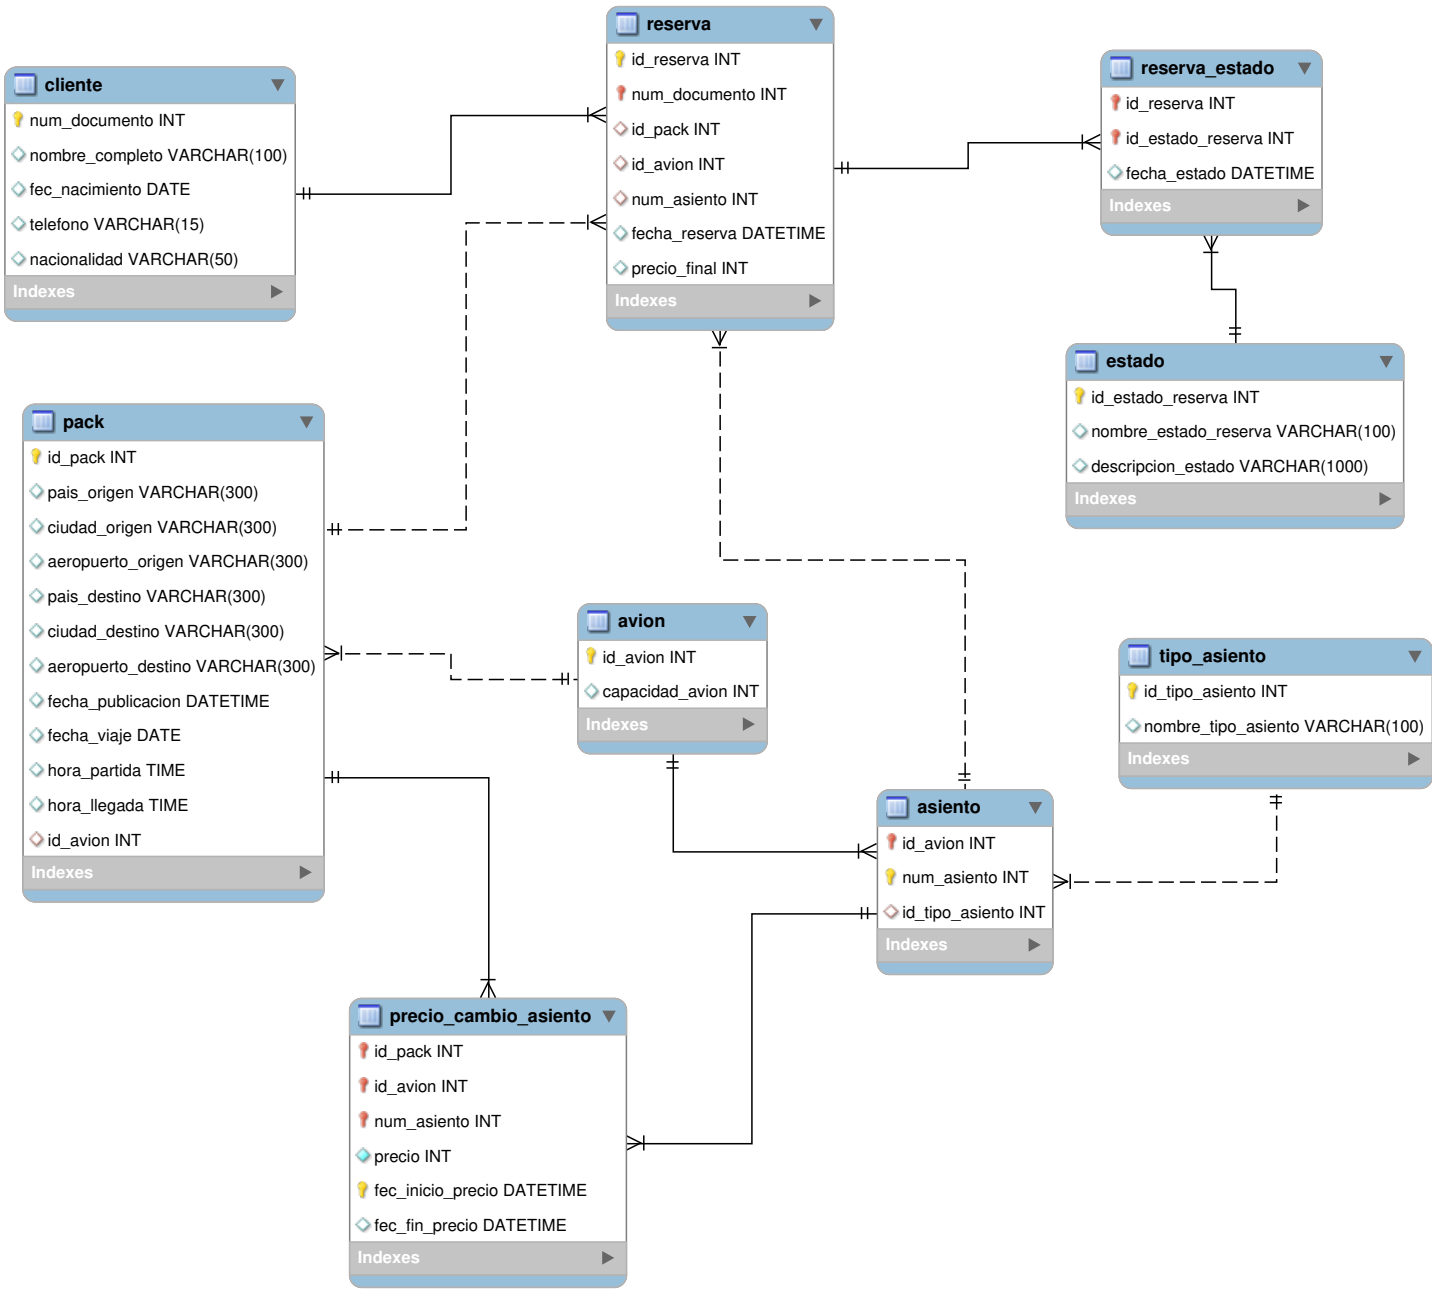 reserva
id_reserva INT
num_documento INT
id_pack INT
id_avion INT
num_asiento INT
fecha_reserva DATETIME
precio_final INT
Indexes
reserva_estado
id_reserva INT
id_estado_reserva INT
fecha_estado DATETIME
Indexes
cliente
num_documento INT
nombre_completo VARCHAR(100)
fec_nacimiento DATE
telefono VARCHAR(15)
nacionalidad VARCHAR(50)
Indexes
estado
id_estado_reserva INT
nombre_estado_reserva VARCHAR(100)
descripcion_estado VARCHAR(1000)
Indexes
pack
id_pack INT
pais_origen VARCHAR(300)
ciudad_origen VARCHAR(300)
aeropuerto_origen VARCHAR(300)
pais_destino VARCHAR(300)
ciudad_destino VARCHAR(300)
aeropuerto_destino VARCHAR(300)
fecha_publicacion DATETIME
fecha_viaje DATE
hora_partida TIME
hora_llegada TIME
id_avion INT
Indexes
avion
id_avion INT
capacidad_avion INT
Indexes
tipo_asiento
id_tipo_asiento INT
nombre_tipo_asiento VARCHAR(100)
Indexes
asiento
id_avion INT
num_asiento INT
id_tipo_asiento INT
Indexes
precio_cambio_asiento
id_pack INT
id_avion INT
num_asiento INT
precio INT
fec_inicio_precio DATETIME
fec_fin_precio DATETIME
Indexes